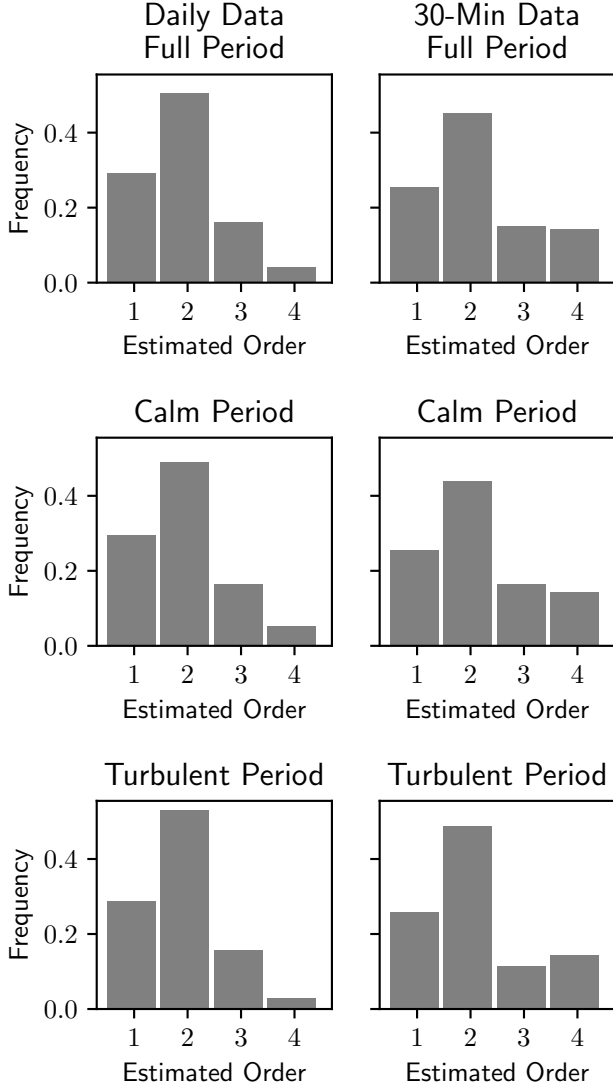 Daily Data
Full Period
30-Min Data
Full Period
Frequency
0.4
0.2
0.0
1 2 3 4
Estimated Order
1 2 3 4
Estimated Order
Calm Period
Calm Period
Frequency
0.4
0.2
0.0
1 2 3 4
Estimated Order
1 2 3 4
Estimated Order
Turbulent Period
Turbulent Period
Frequency
0.4
0.2
0.0
1 2 3 4
Estimated Order
1 2 3 4
Estimated Order